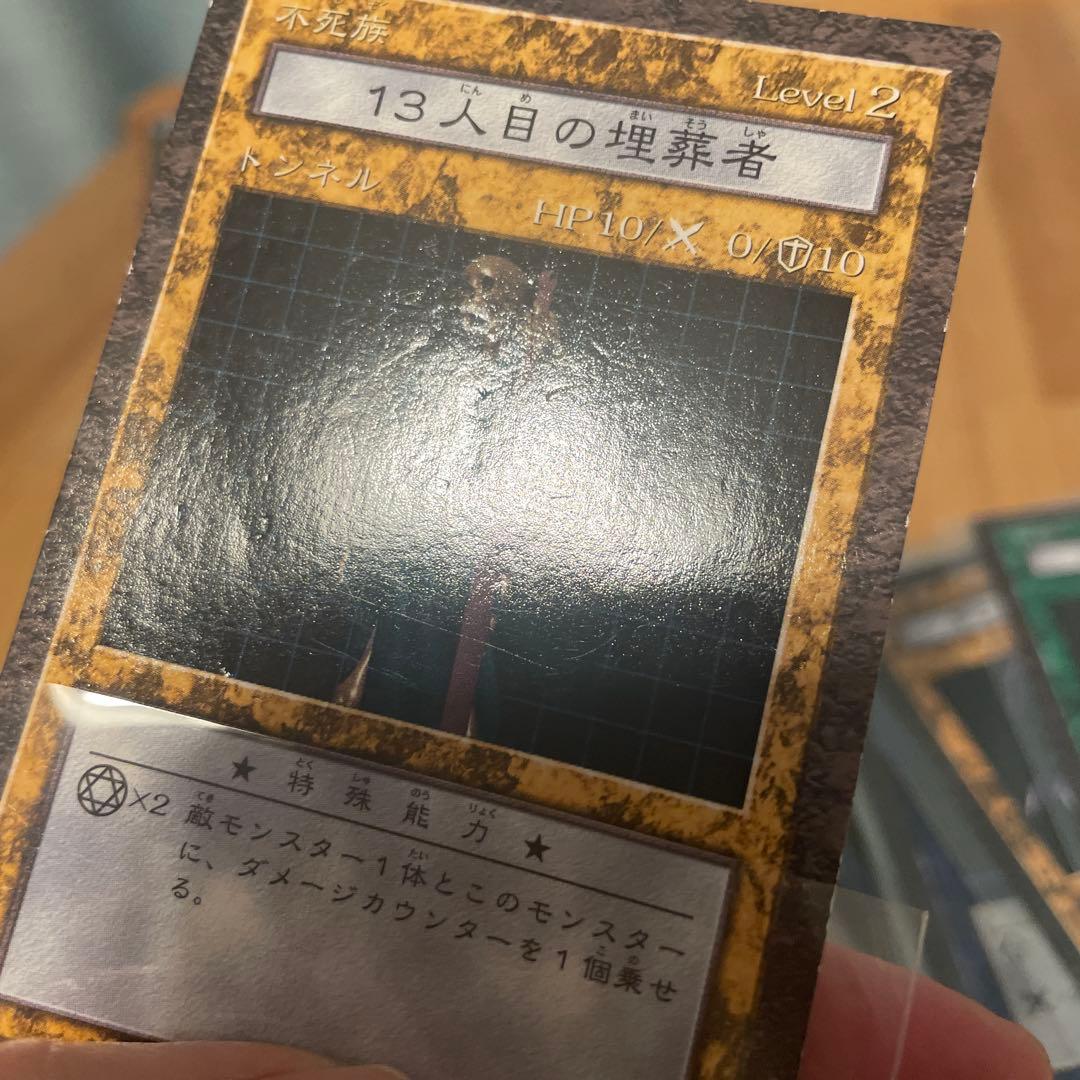 不死族
Level 2
13人目の埋葬者
トンネル
HP10/ 0/ 10
★特殊能力★
×2 敵モンスター1体とこのモンスター
に、ダメージカウンターを1個乗せ
る。